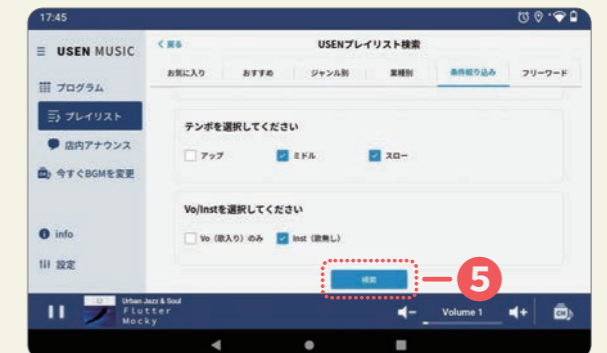 17:45
USEN MUSIC
プログラム
プレイリスト
店内アナウンス
今すぐBGMを変更
info
設定
< 戻る
USENプレイリスト検索
お気に入り おすすめ ジャンル別 業種別 条件絞り込み フリーワード
テンポを選択してください
アップ ミドル スロー
Vo/Instを選択してください
Vo（歌入り）のみ Inst（歌無し）
検索
5
Urban Jazz & Soul
Flutter
Mocky
Volume 1
CH